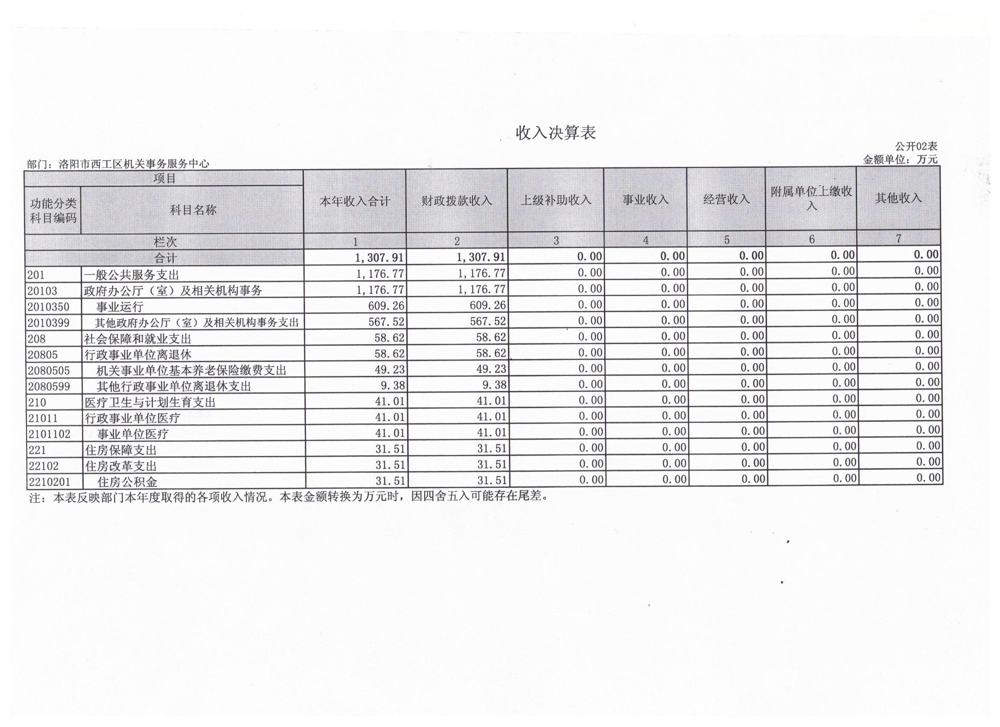 收入决算表
公开02表
部门：洛阳市西工区机关事务服务中心
金额单位：万元
项目 本年收入合计 财政拨款收入 上级补助收入 事业收入 经营收入 附属单位上缴收入 其他收入
功能分类科目编码 科目名称
栏次 1 2 3 4 5 6 7
合计 1,307.91 1,307.91 0.00 0.00 0.00 0.00 0.00
201 一般公共服务支出 1,176.77 1,176.77 0.00 0.00 0.00 0.00 0.00
20103 政府办公厅（室）及相关机构事务 1,176.77 1,176.77 0.00 0.00 0.00 0.00 0.00
2010350 事业运行 609.26 609.26 0.00 0.00 0.00 0.00 0.00
2010399 其他政府办公厅（室）及相关机构事务支出 567.52 567.52 0.00 0.00 0.00 0.00 0.00
208 社会保障和就业支出 58.62 58.62 0.00 0.00 0.00 0.00 0.00
20805 行政事业单位离退休 58.62 58.62 0.00 0.00 0.00 0.00 0.00
2080505 机关事业单位基本养老保险缴费支出 49.23 49.23 0.00 0.00 0.00 0.00 0.00
2080599 其他行政事业单位离退休支出 9.38 9.38 0.00 0.00 0.00 0.00 0.00
210 医疗卫生与计划生育支出 41.01 41.01 0.00 0.00 0.00 0.00 0.00
21011 行政事业单位医疗 41.01 41.01 0.00 0.00 0.00 0.00 0.00
2101102 事业单位医疗 41.01 41.01 0.00 0.00 0.00 0.00 0.00
221 住房保障支出 31.51 31.51 0.00 0.00 0.00 0.00 0.00
22102 住房改革支出 31.51 31.51 0.00 0.00 0.00 0.00 0.00
2210201 住房公积金 31.51 31.51 0.00 0.00 0.00 0.00 0.00
注：本表反映部门本年度取得的各项收入情况。本表金额转换为万元时，因四舍五入可能存在尾差。